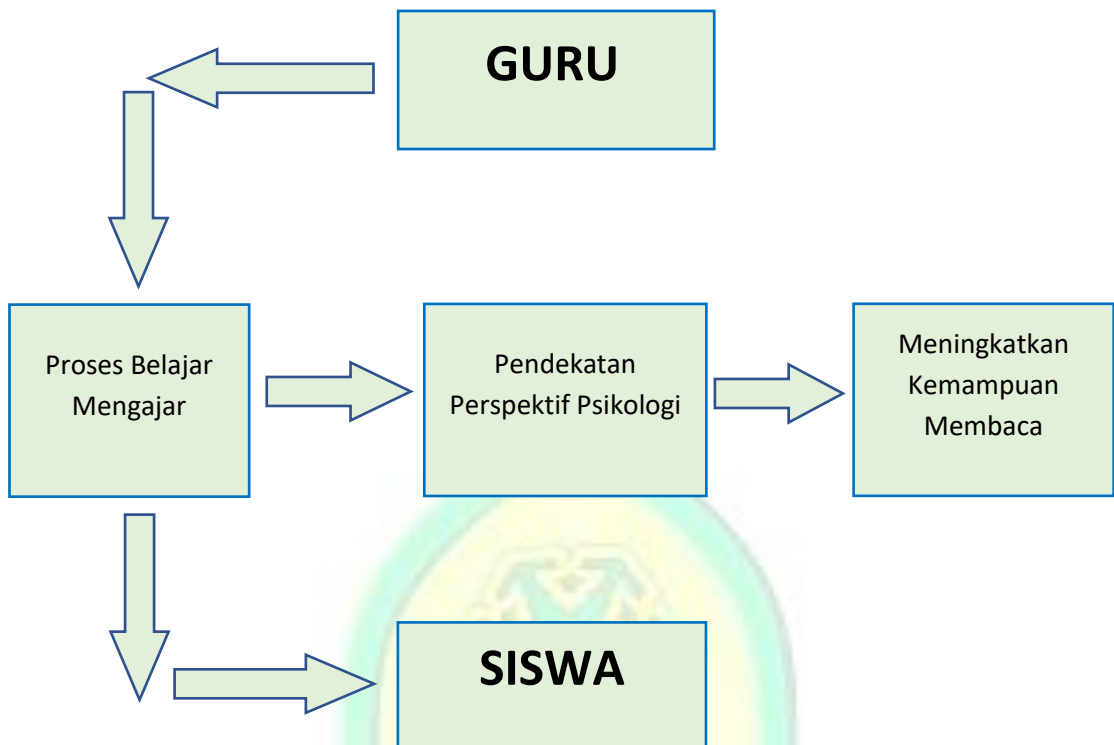 GURU
Proses Belajar
Mengajar
Pendekatan
Perspektif Psikologi
Meningkatkan
Kemampuan
Membaca
SISWA